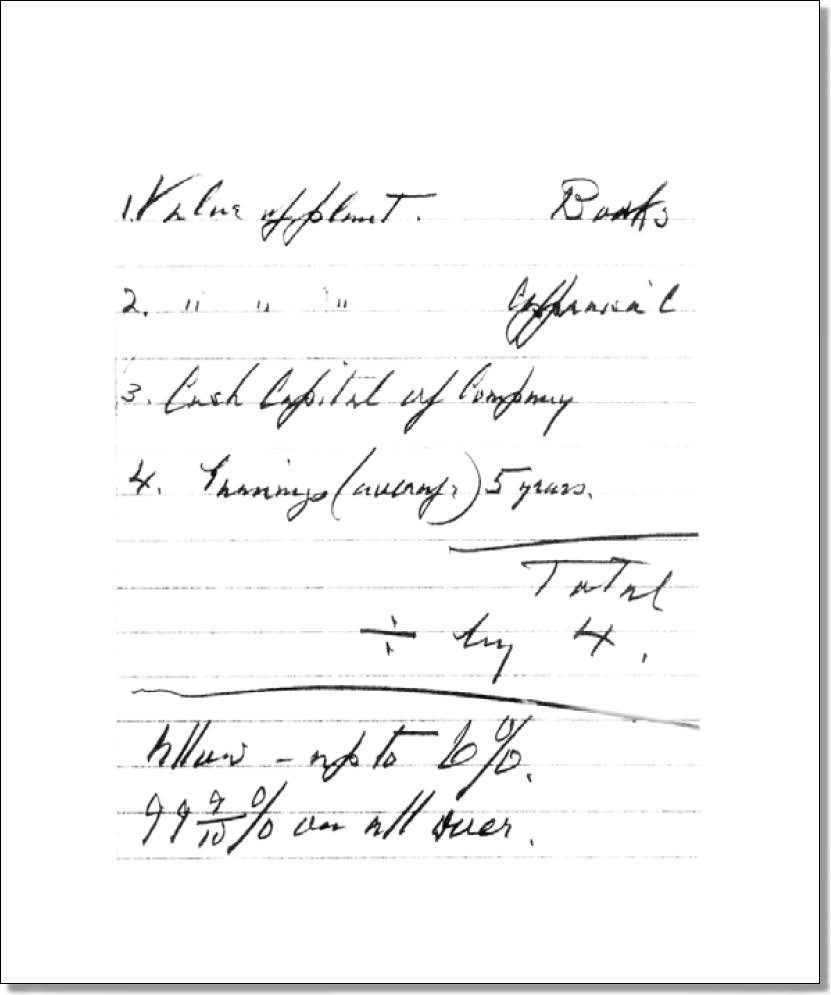 1. Value of plant. Books
2. " " " Appraisal
3. Cash Capital of Company
4. Earnings (average) 5 years.
Total
÷ by 4.
Allow - up to 6%.
99 9/10 % on all over.